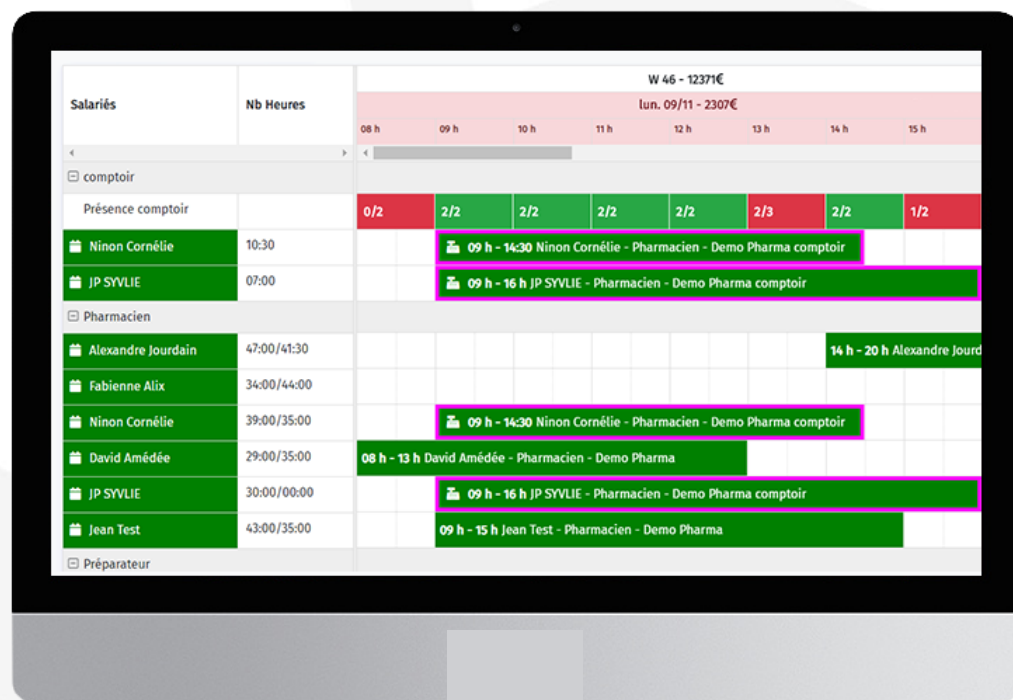 W 46 - 12371€
Salariés Nb Heures lun. 09/11 - 2307€
08 h 09 h 10 h 11 h 12 h 13 h 14 h 15 h
comptoir
Présence comptoir 0/2 2/2 2/2 2/2 2/2 2/3 2/2 1/2
Ninon Cornélie 10:30 09 h - 14:30 Ninon Cornélie - Pharmacien - Demo Pharma comptoir
JP SYVLIE 07:00 09 h - 16 h JP SYVLIE - Pharmacien - Demo Pharma comptoir
Pharmacien
Alexandre Jourdain 47:00/41:30 14 h - 20 h Alexandre Jourd
Fabienne Alix 34:00/44:00
Ninon Cornélie 39:00/35:00 09 h - 14:30 Ninon Cornélie - Pharmacien - Demo Pharma comptoir
David Amédée 29:00/35:00 08 h - 13 h David Amédée - Pharmacien - Demo Pharma
JP SYVLIE 30:00/00:00 09 h - 16 h JP SYVLIE - Pharmacien - Demo Pharma comptoir
Jean Test 43:00/35:00 09 h - 15 h Jean Test - Pharmacien - Demo Pharma
Préparateur